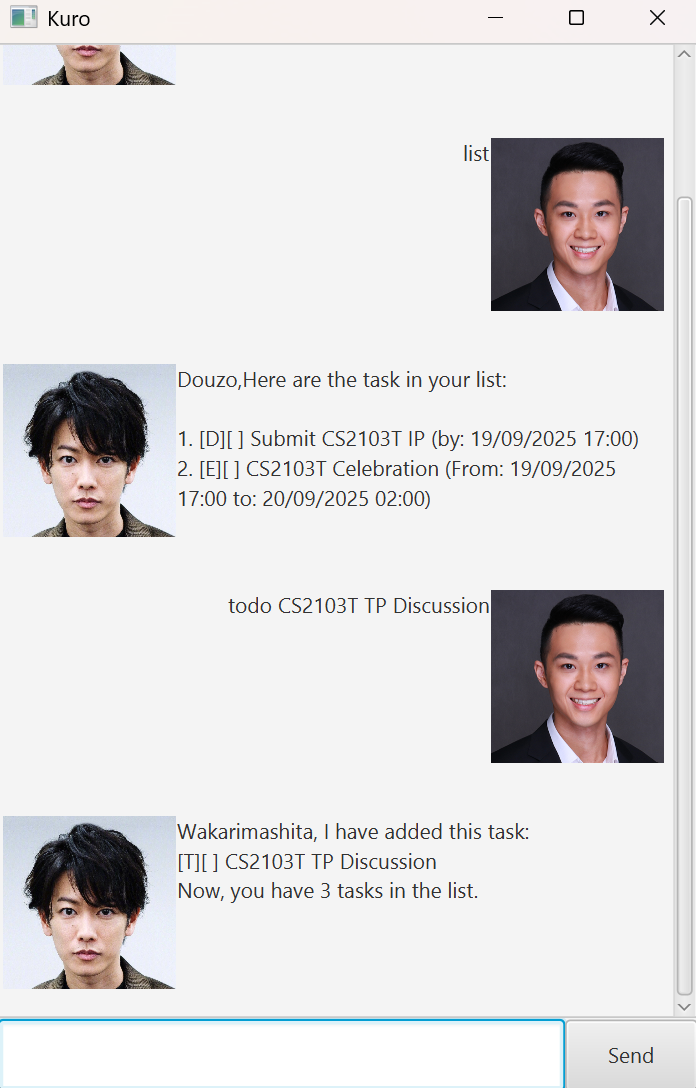 Kuro
list
Douzo,Here are the task in your list:
1. [D][ ] Submit CS2103T IP (by: 19/09/2025 17:00)
2. [E][ ] CS2103T Celebration (From: 19/09/2025
17:00 to: 20/09/2025 02:00)
todo CS2103T TP Discussion
Wakarimashita, I have added this task:
[T][ ] CS2103T TP Discussion
Now, you have 3 tasks in the list.
Send